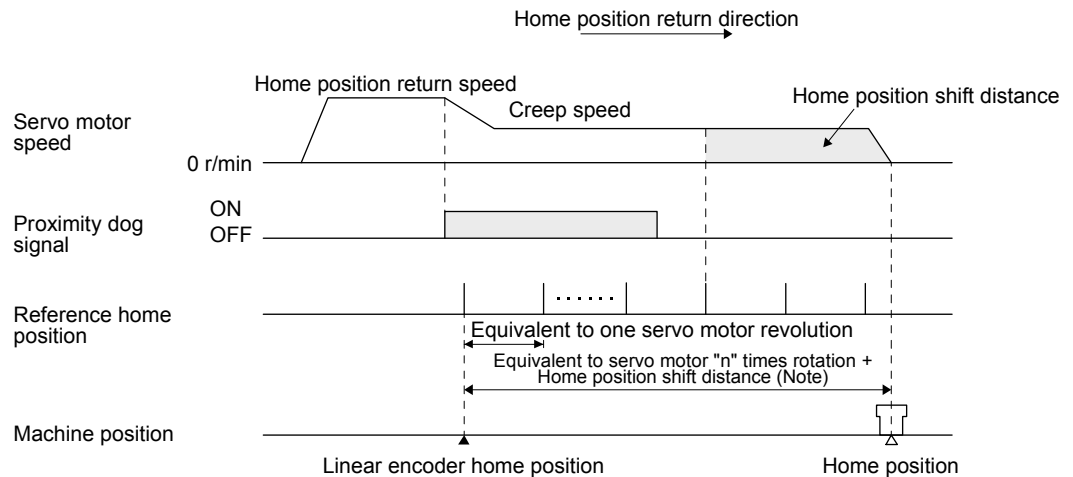 Home position return direction
Home position return speed
Creep speed
Home position shift distance
Servo motor
speed
0 r/min
Proximity dog
signal
ON
OFF
Reference home
position
Equivalent to one servo motor revolution
Equivalent to servo motor "n" times rotation +
Home position shift distance (Note)
Machine position
Linear encoder home position
Home position